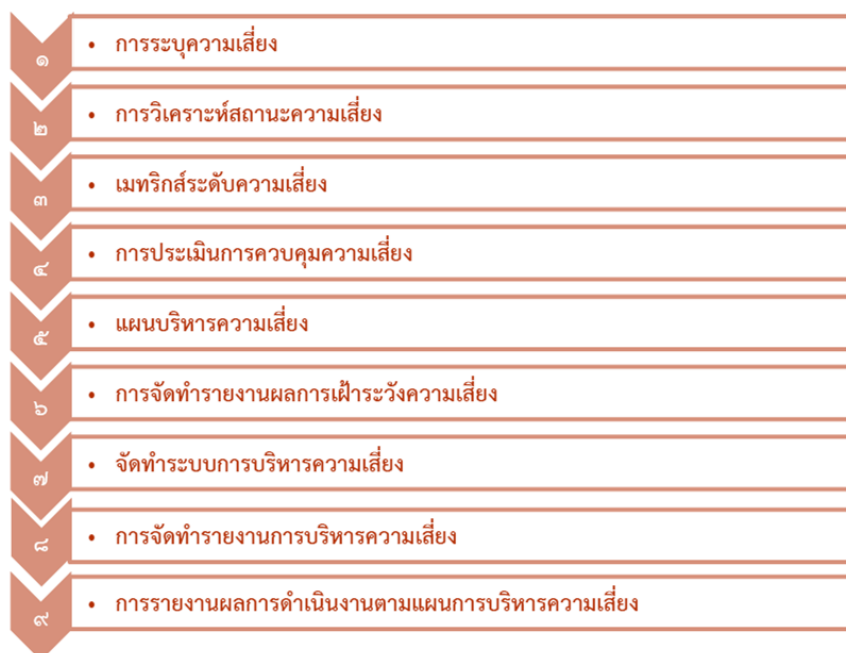 ๑ • การระบุความเสี่ยง
๒ • การวิเคราะห์สถานะความเสี่ยง
๓ • เมทริกส์ระดับความเสี่ยง
๔ • การประเมินการควบคุมความเสี่ยง
๕ • แผนบริหารความเสี่ยง
๖ • การจัดทำรายงานผลการเฝ้าระวังความเสี่ยง
๗ • จัดทำระบบการบริหารความเสี่ยง
๘ • การจัดทำรายงานการบริหารความเสี่ยง
๙ • การรายงานผลการดำเนินงานตามแผนการบริหารความเสี่ยง